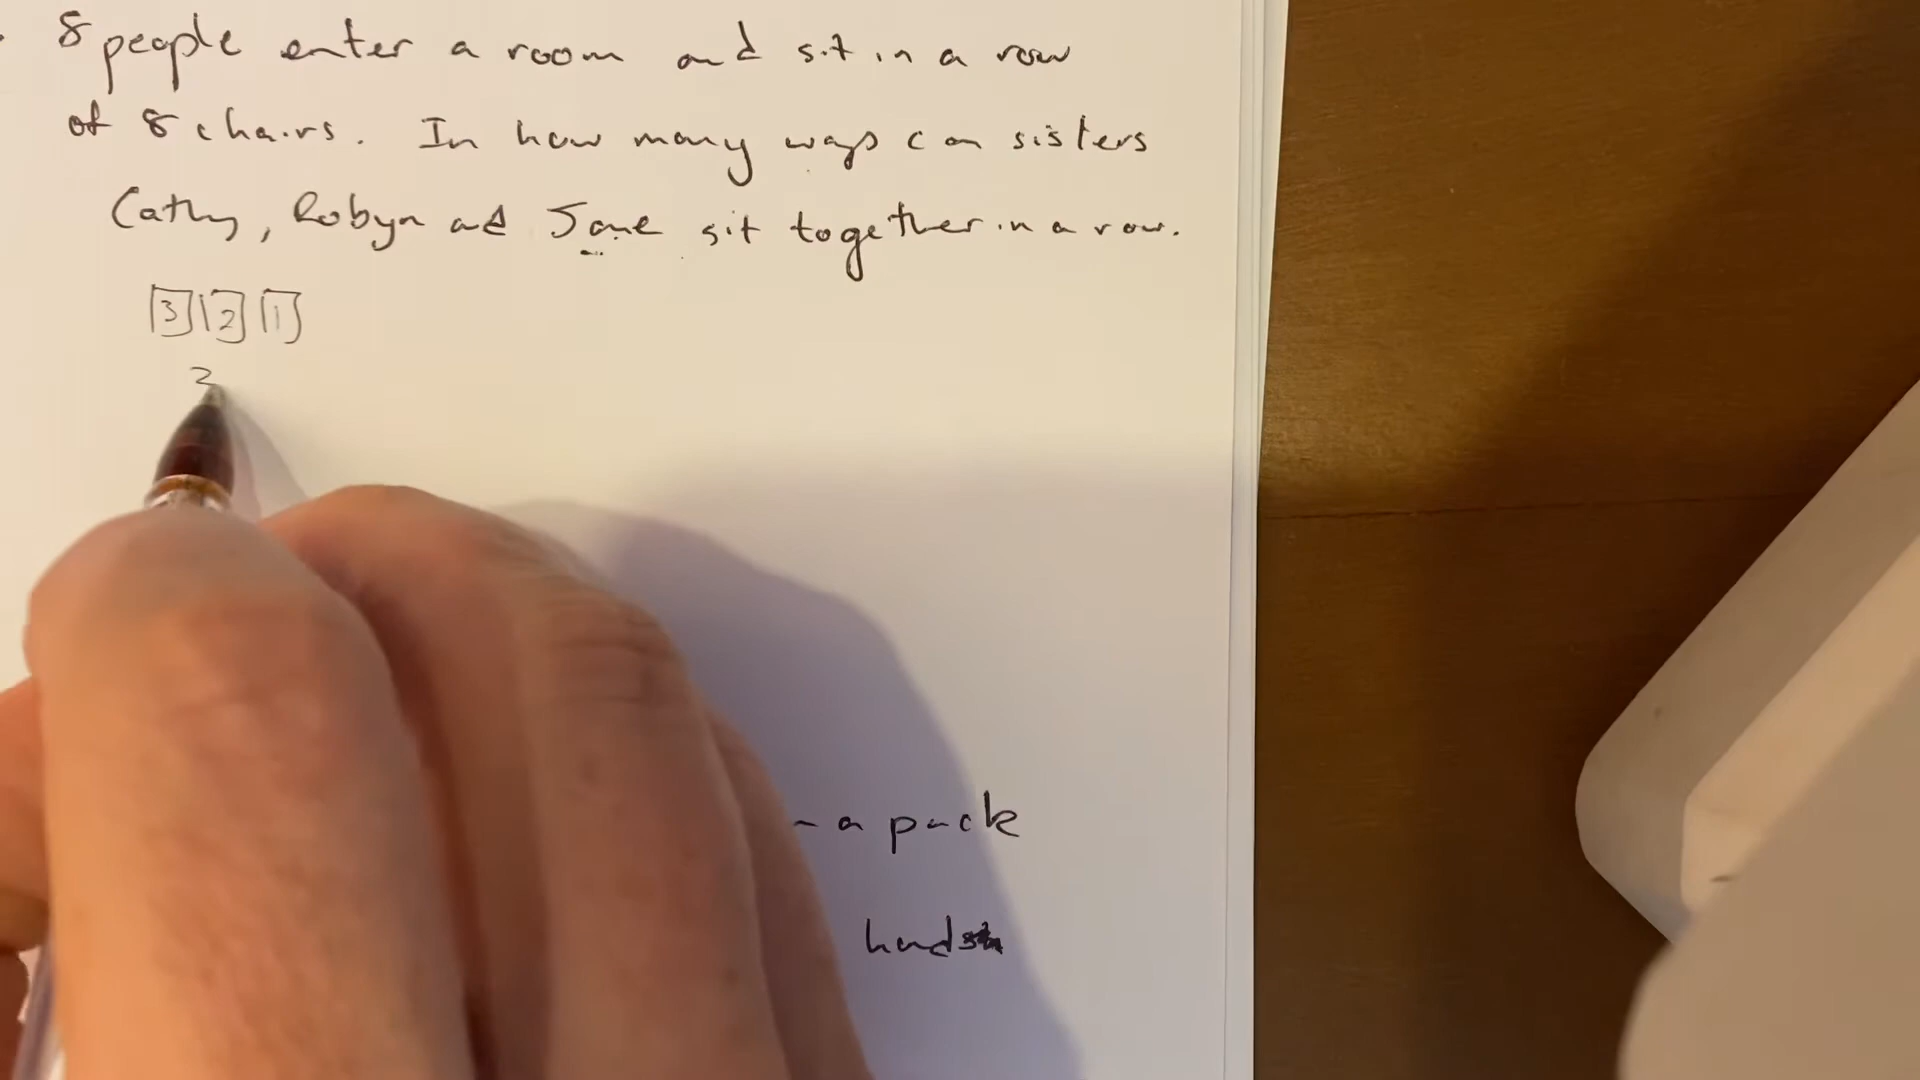 8 people enter a room and sit in a row
of 8 chairs. In how many ways can sisters
Cathy, Robyn and Jane sit together in a row.
3 2 1
a pack